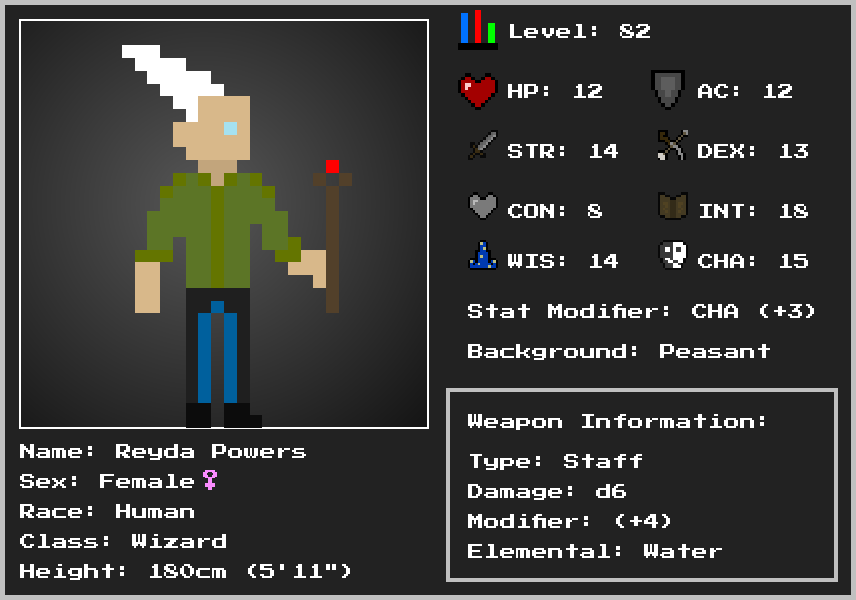 Level: 82
HP: 12
AC: 12
STR: 14
DEX: 13
CON: 8
INT: 18
WIS: 14
CHA: 15
Stat Modifier: CHA (+3)
Background: Peasant
Weapon Information:
Type: Staff
Damage: d6
Modifier: (+4)
Elemental: Water
Name: Reyda Powers
Sex: Female♀
Race: Human
Class: Wizard
Height: 180cm (5'11")